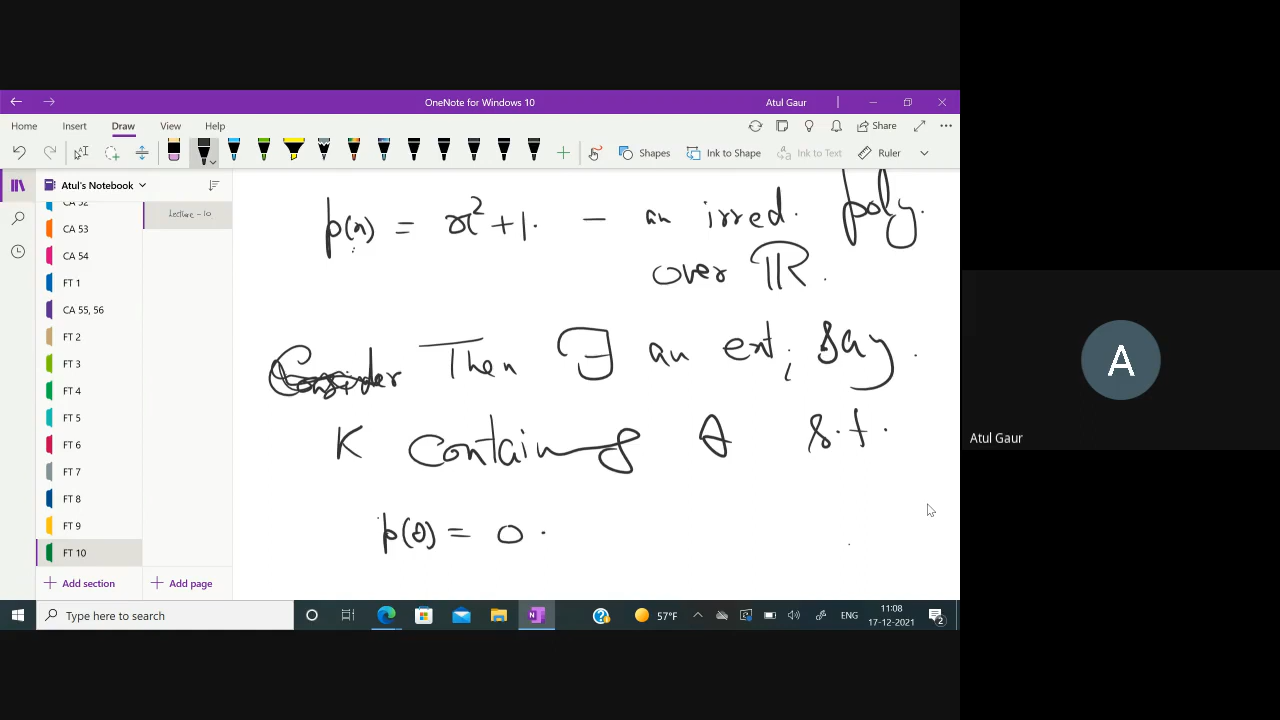 OneNote for Windows 10
Atul Gaur
Home Insert Draw View Help
Share
Shapes Ink to Shape Ink to Text Ruler
Atul's Notebook
CA 52
CA 53
CA 54
FT 1
CA 55, 56
FT 2
FT 3
FT 4
FT 5
FT 6
FT 7
FT 8
FT 9
FT 10
Add section
Add page
Lecture - 10
p(x) = x² + 1. - an irred. poly.
over ℝ.
Consider Then ∃ an ext, say
K containing θ s.t.
p(θ) = 0.
A
Atul Gaur
Type here to search
57°F
ENG
11:08
17-12-2021
2